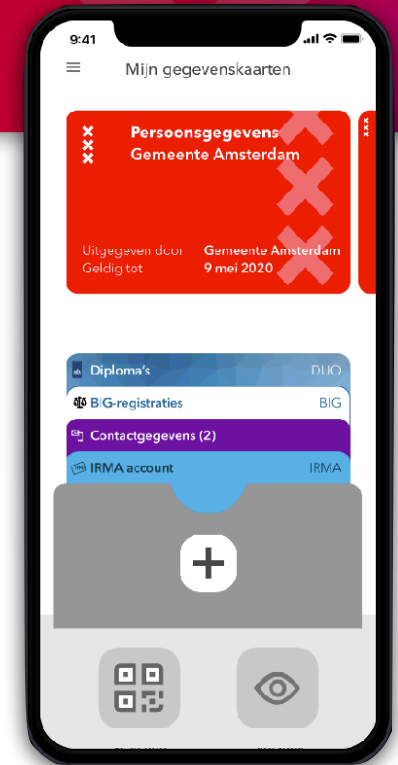 9:41
Mijn gegevenskaarten
Persoonsgegevens
Gemeente Amsterdam
Uitgegeven door Gemeente Amsterdam
Geldig tot 9 mei 2020
Diploma's DUO
BIG-registraties BIG
Contactgegevens (2)
IRMA account IRMA